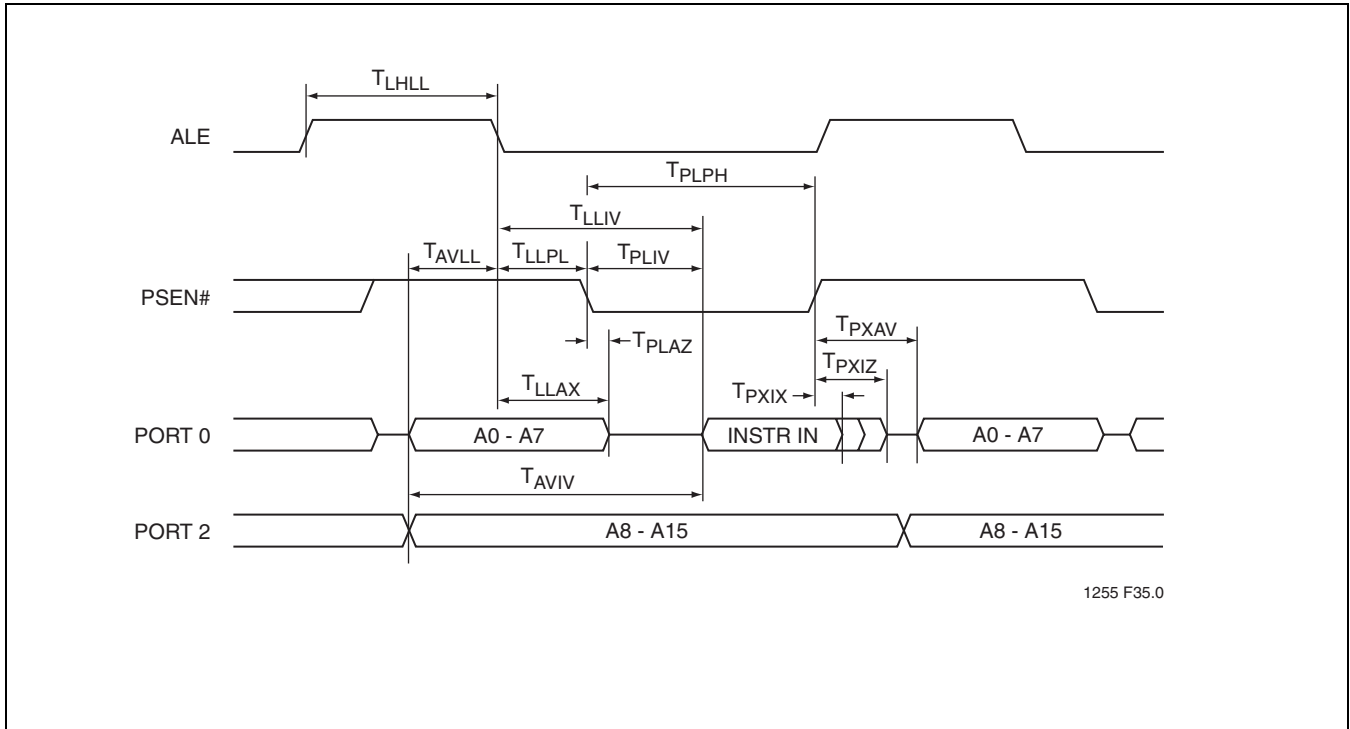 TLHLL
ALE
TPLPH
TLLIV
TAVLL TLLPL TPLIV
PSEN#
TPXAV
TPLAZ
TPXIZ
TLLAX
TPXIX
PORT 0 A0 - A7 INSTR IN A0 - A7
TAVIV
PORT 2 A8 - A15 A8 - A15
1255 F35.0